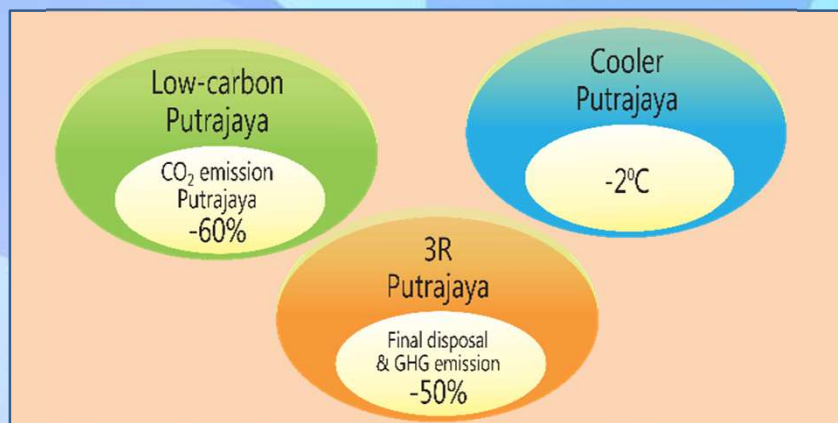 Low-carbon
Putrajaya
CO₂ emission
Putrajaya
-60%
Cooler
Putrajaya
-2⁰C
3R
Putrajaya
Final disposal
& GHG emission
-50%